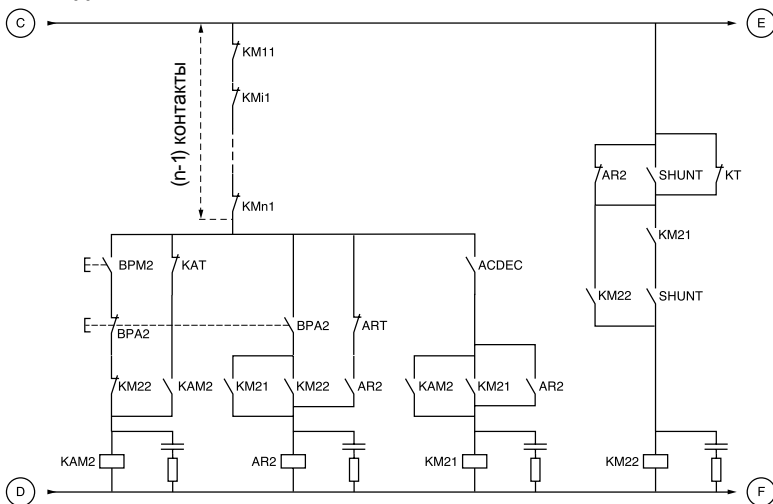 C
E
KM11
KMi1
(n-1) контакты
KMn1
AR2
SHUNT
KT
KM21
BPM2
KAT
ACDEC
KM22
SHUNT
BPA2
BPA2
ART
KM22
KAM2
KM21
KM22
AR2
KAM2
KM21
AR2
KAM2
AR2
KM21
KM22
D
F